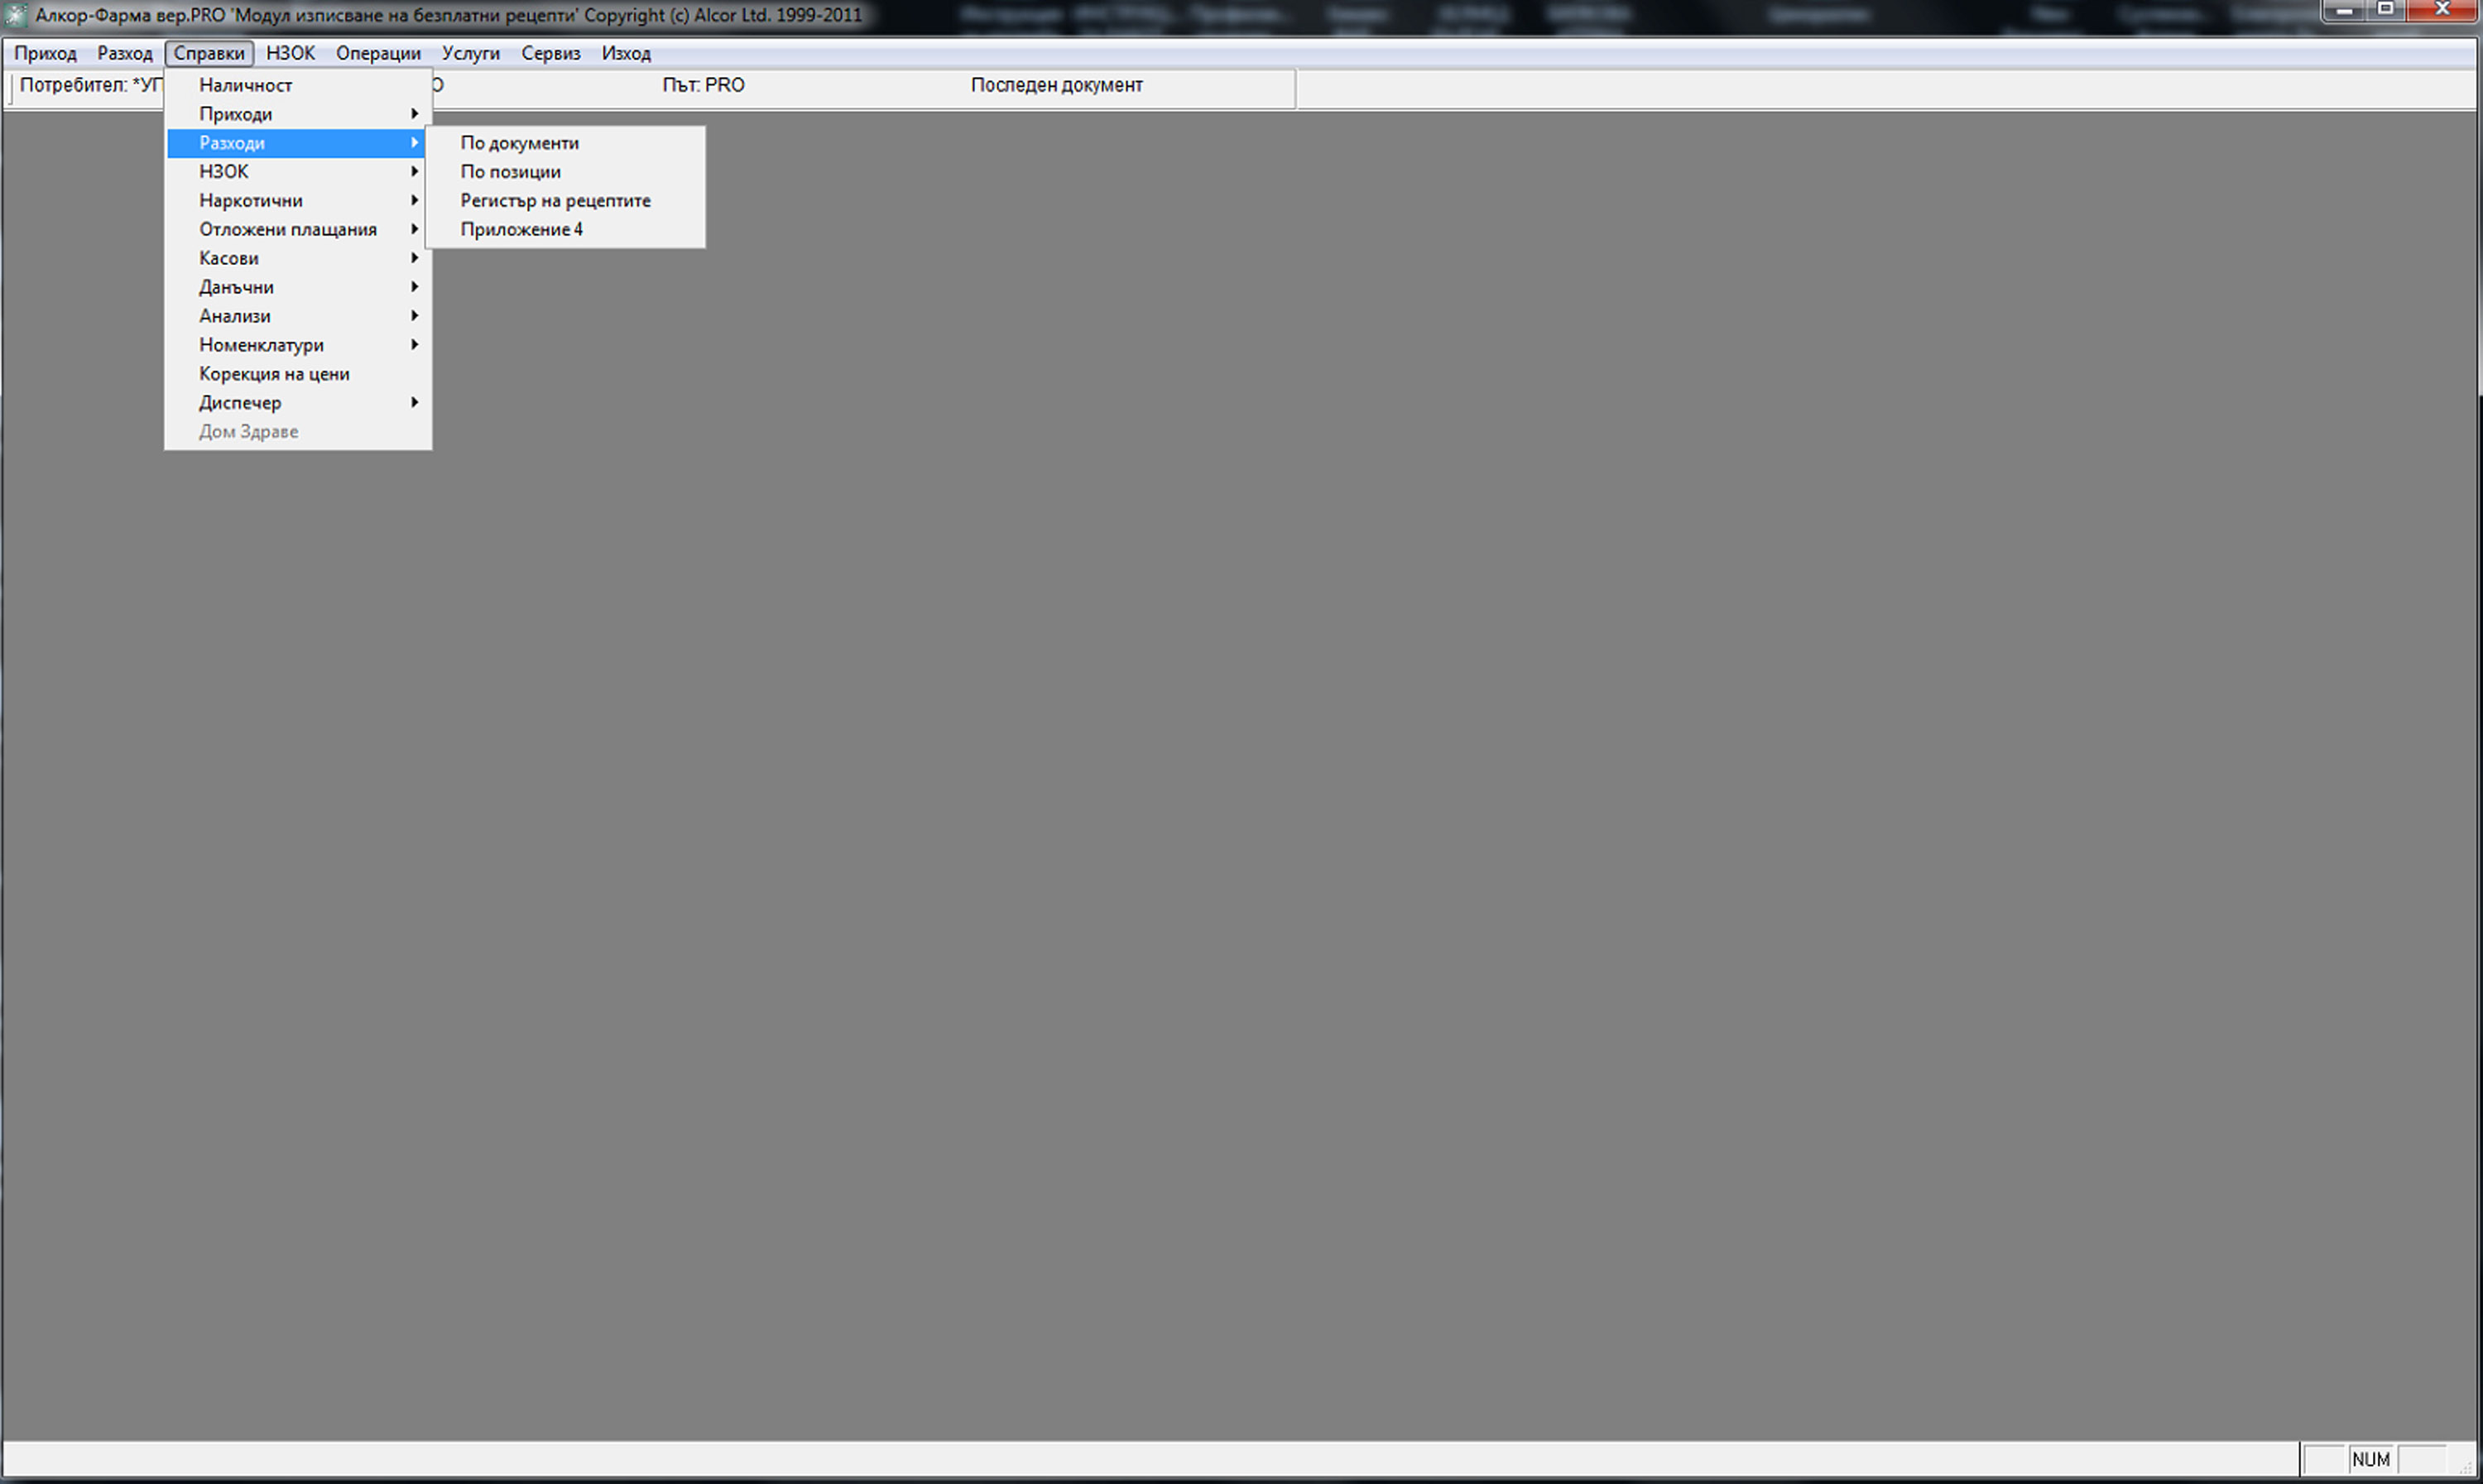 Алкор-Фарма вер.PRO 'Модул изписване на безплатни рецепти' Copyright (c) Alcor Ltd. 1999-2011
Приход Разход Справки НЗОК Операции Услуги Сервиз Изход
Потребител: Път: PRO Последен документ
Наличност
Приходи
Разходи
НЗОК
Наркотични
Отложени плащания
Касови
Данъчни
Анализи
Номенклатури
Корекция на цени
Диспечер
Дом Здраве
По документи
По позиции
Регистър на рецептите
Приложение 4
NUM